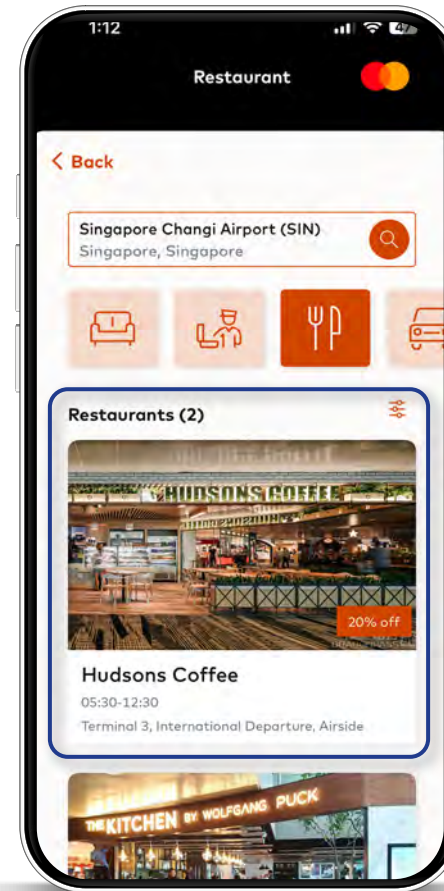 1:12
47
Restaurant
Back
Singapore Changi Airport (SIN)
Singapore, Singapore
Restaurants (2)
HUDSONS COFFEE
20% off
Hudsons Coffee
05:30-12:30
Terminal 3, International Departure, Airside
THE KITCHEN BY WOLFGANG PUCK